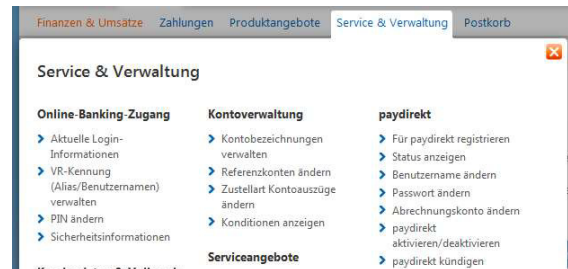 Finanzen & Umsätze Zahlungen Produktangebote Service & Verwaltung Postkorb
Service & Verwaltung
Online-Banking-Zugang
Aktuelle Login-
Informationen
VR-Kennung
(Alias/Benutzernamen)
verwalten
PIN ändern
Sicherheitsinformationen
Kontoverwaltung
Kontobezeichnungen
verwalten
Referenzkonten ändern
Zustellart Kontoauszüge
ändern
Konditionen anzeigen
Serviceangebote
paydirekt
Für paydirekt registrieren
Status anzeigen
Benutzername ändern
Passwort ändern
Abrechnungskonto ändern
paydirekt
aktivieren/deaktivieren
paydirekt kündigen